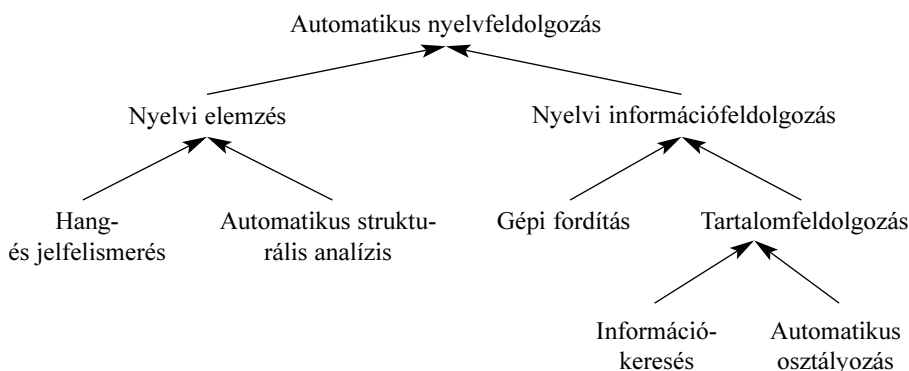 Automatikus nyelvfeldolgozás
Nyelvi elemzés
Nyelvi információfeldolgozás
Hang-
és jelfelismerés
Automatikus struktu-
rális analízis
Gépi fordítás
Tartalomfeldolgozás
Információ-
keresés
Automatikus
osztályozás